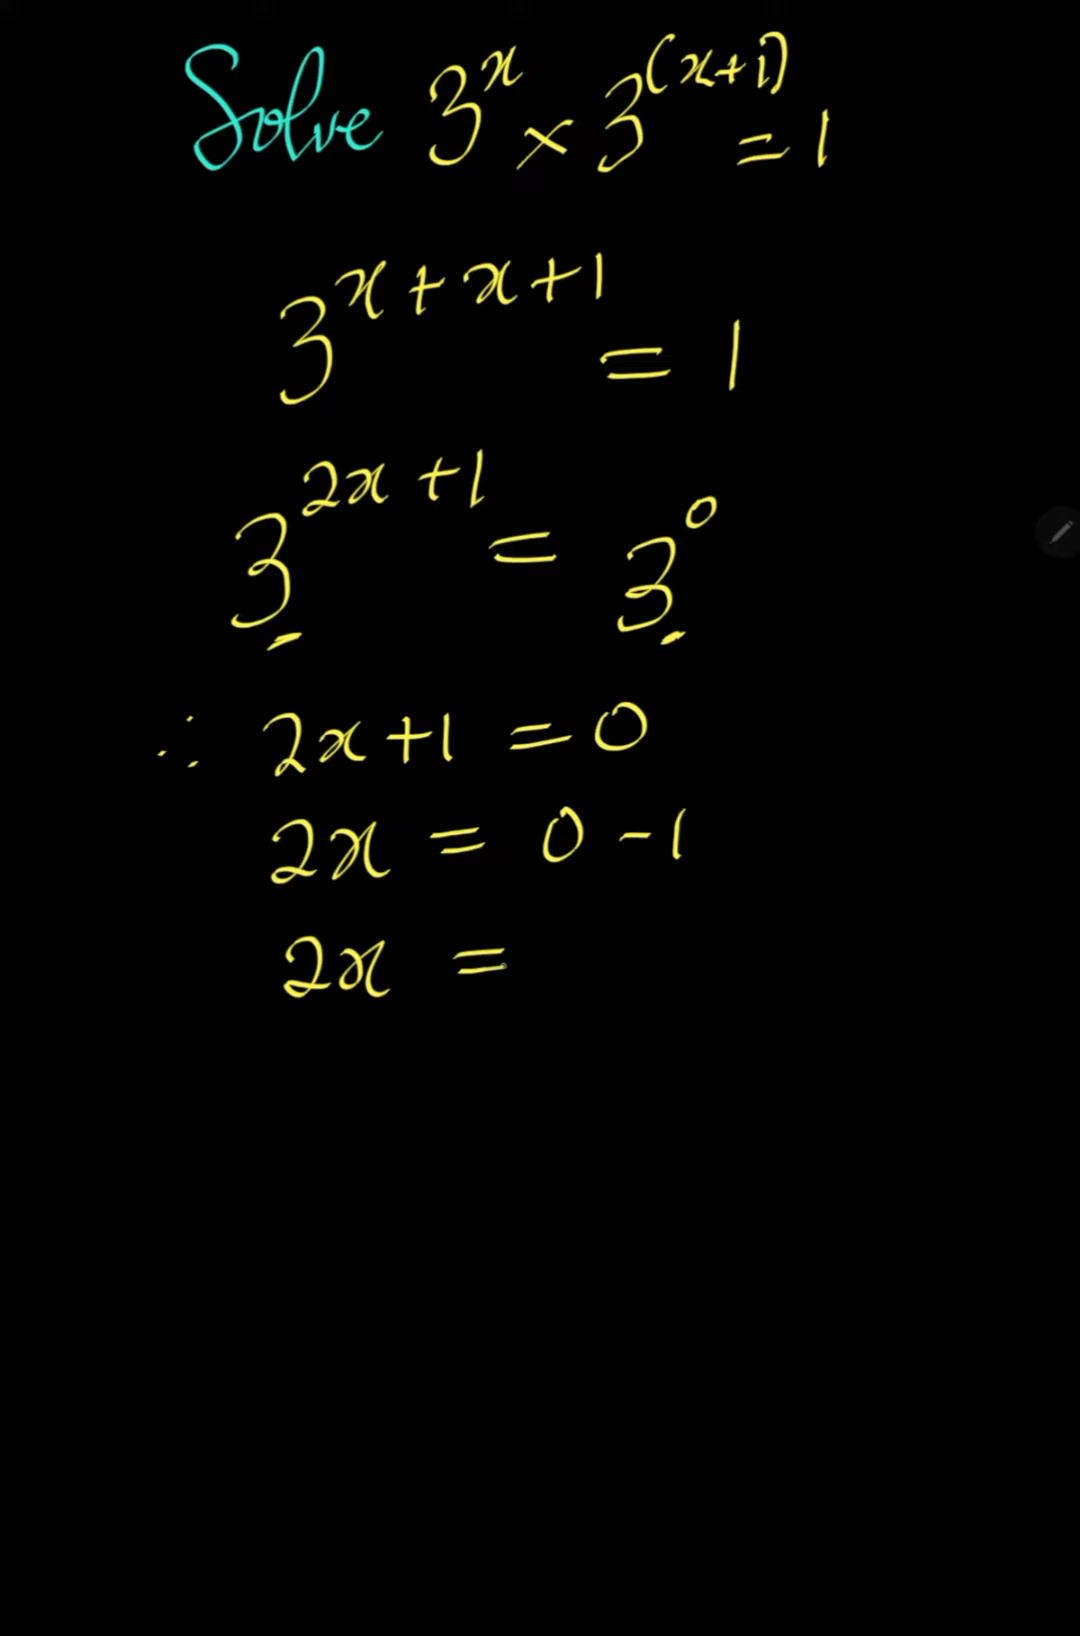 Solve 3^x × 3^(x+1) = 1
3^x+x+1 = 1
3^2x+1 = 3^0
∴ 2x+1 = 0
2x = 0 - 1
2x =